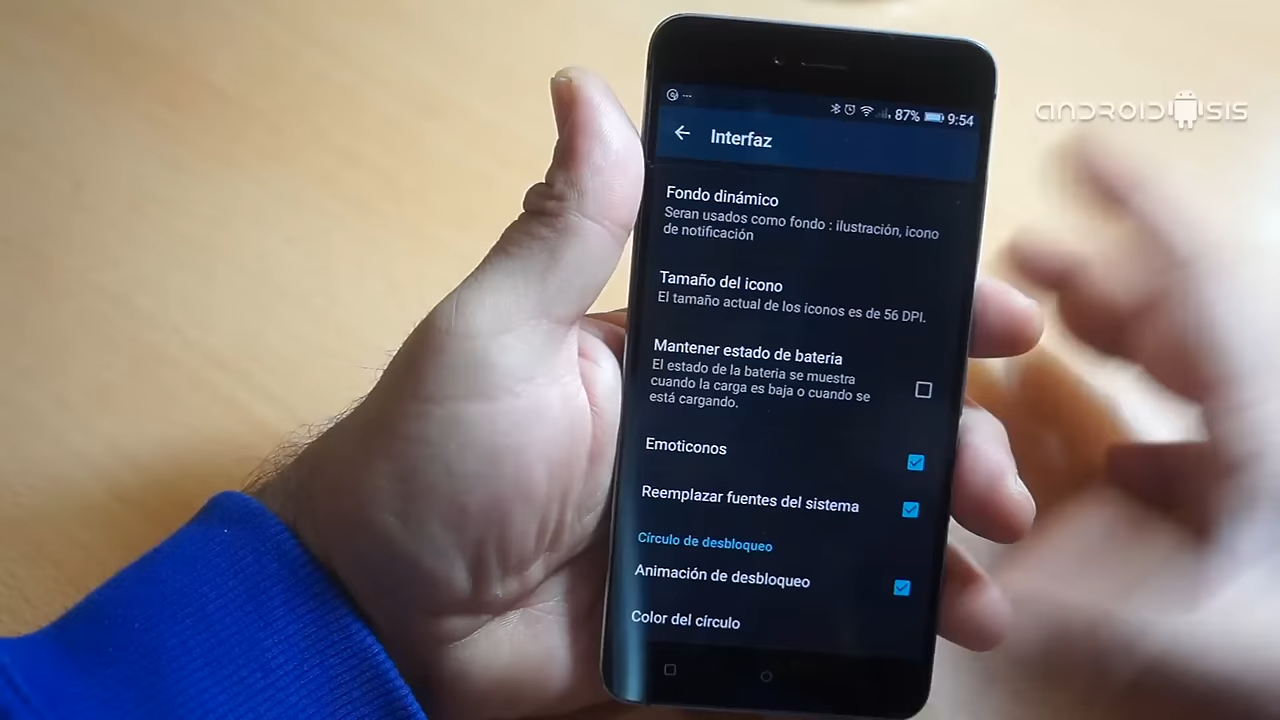 ANDROIDSIS
87% 9:54
Interfaz
Fondo dinámico
Seran usados como fondo : ilustración, icono
de notificación
Tamaño del icono
El tamaño actual de los iconos es de 56 DPI.
Mantener estado de bateria
El estado de la bateria se muestra
cuando la carga es baja o cuando se
está cargando.
Emoticonos
Reemplazar fuentes del sistema
Círculo de desbloqueo
Animación de desbloqueo
Color del círculo